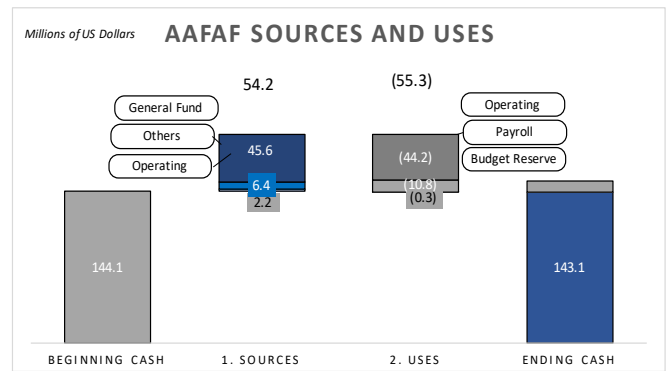 Millions of US Dollars
AAFAF SOURCES AND USES
54.2
(55.3)
General Fund
Others
Operating
Operating
Payroll
Budget Reserve
45.6
6.4
2.2
(44.2)
(10.8)
(0.3)
144.1
143.1
BEGINNING CASH
1. SOURCES
2. USES
ENDING CASH